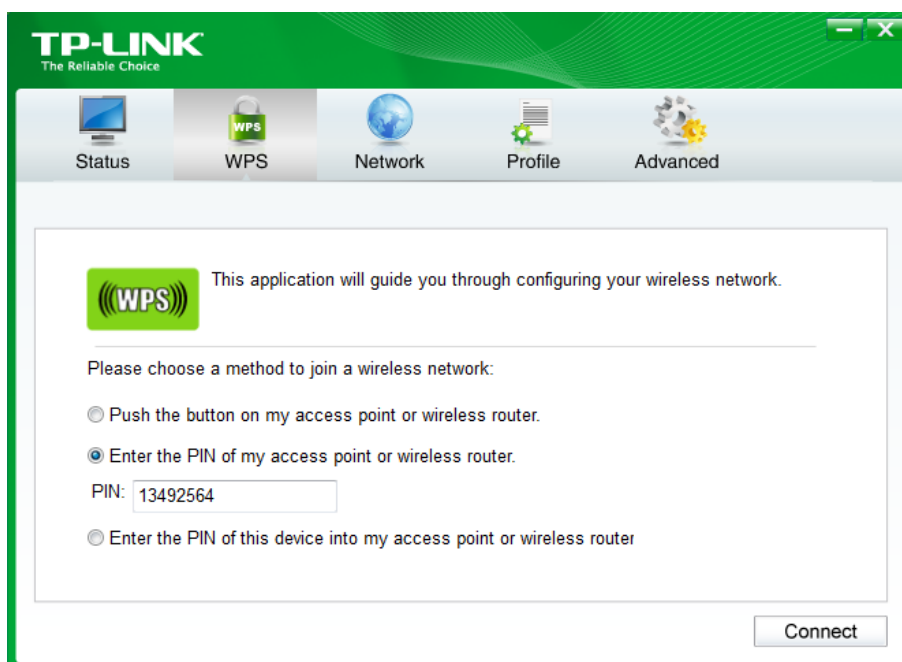 TP-LINK
The Reliable Choice
Status
WPS
WPS
Network
Profile
Advanced
WPS
This application will guide you through configuring your wireless network.
Please choose a method to join a wireless network:
Push the button on my access point or wireless router.
Enter the PIN of my access point or wireless router.
PIN: 13492564
Enter the PIN of this device into my access point or wireless router
Connect